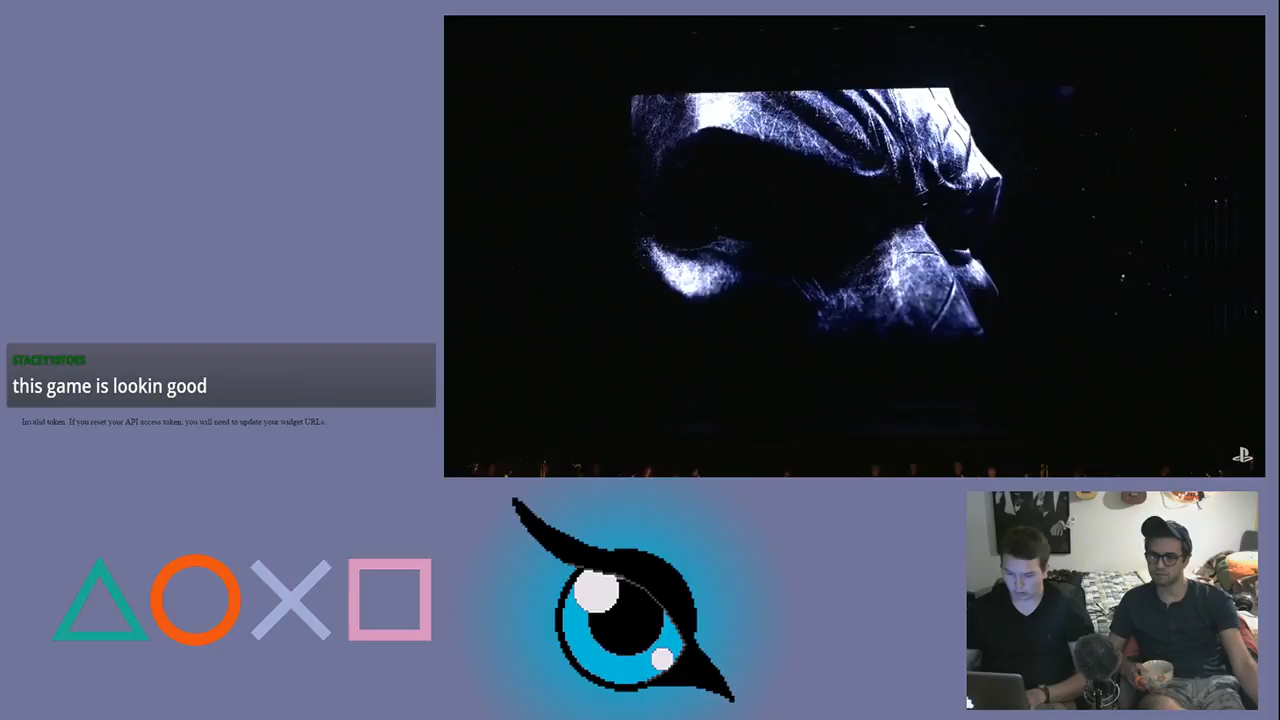 this game is lookin good
Invalid token. If you reset your API access token, you will need to update your widget URLs.